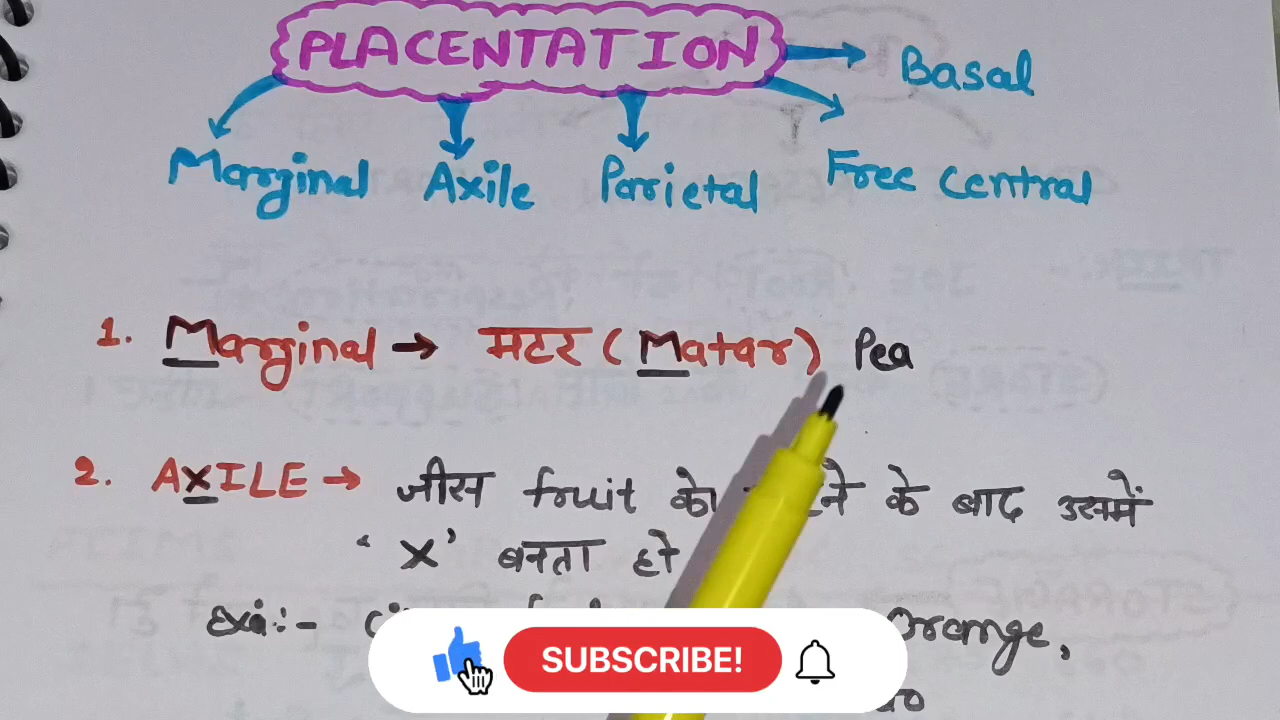 PLACENTATION
Basal
Marginal Axile Parietal Free central
1. Marginal → मटर (Matar) Pea
2. AXILE → जीस fruit को के बाद उसमें
'X' बनता हो
Exi:- Orange,
SUBSCRIBE!